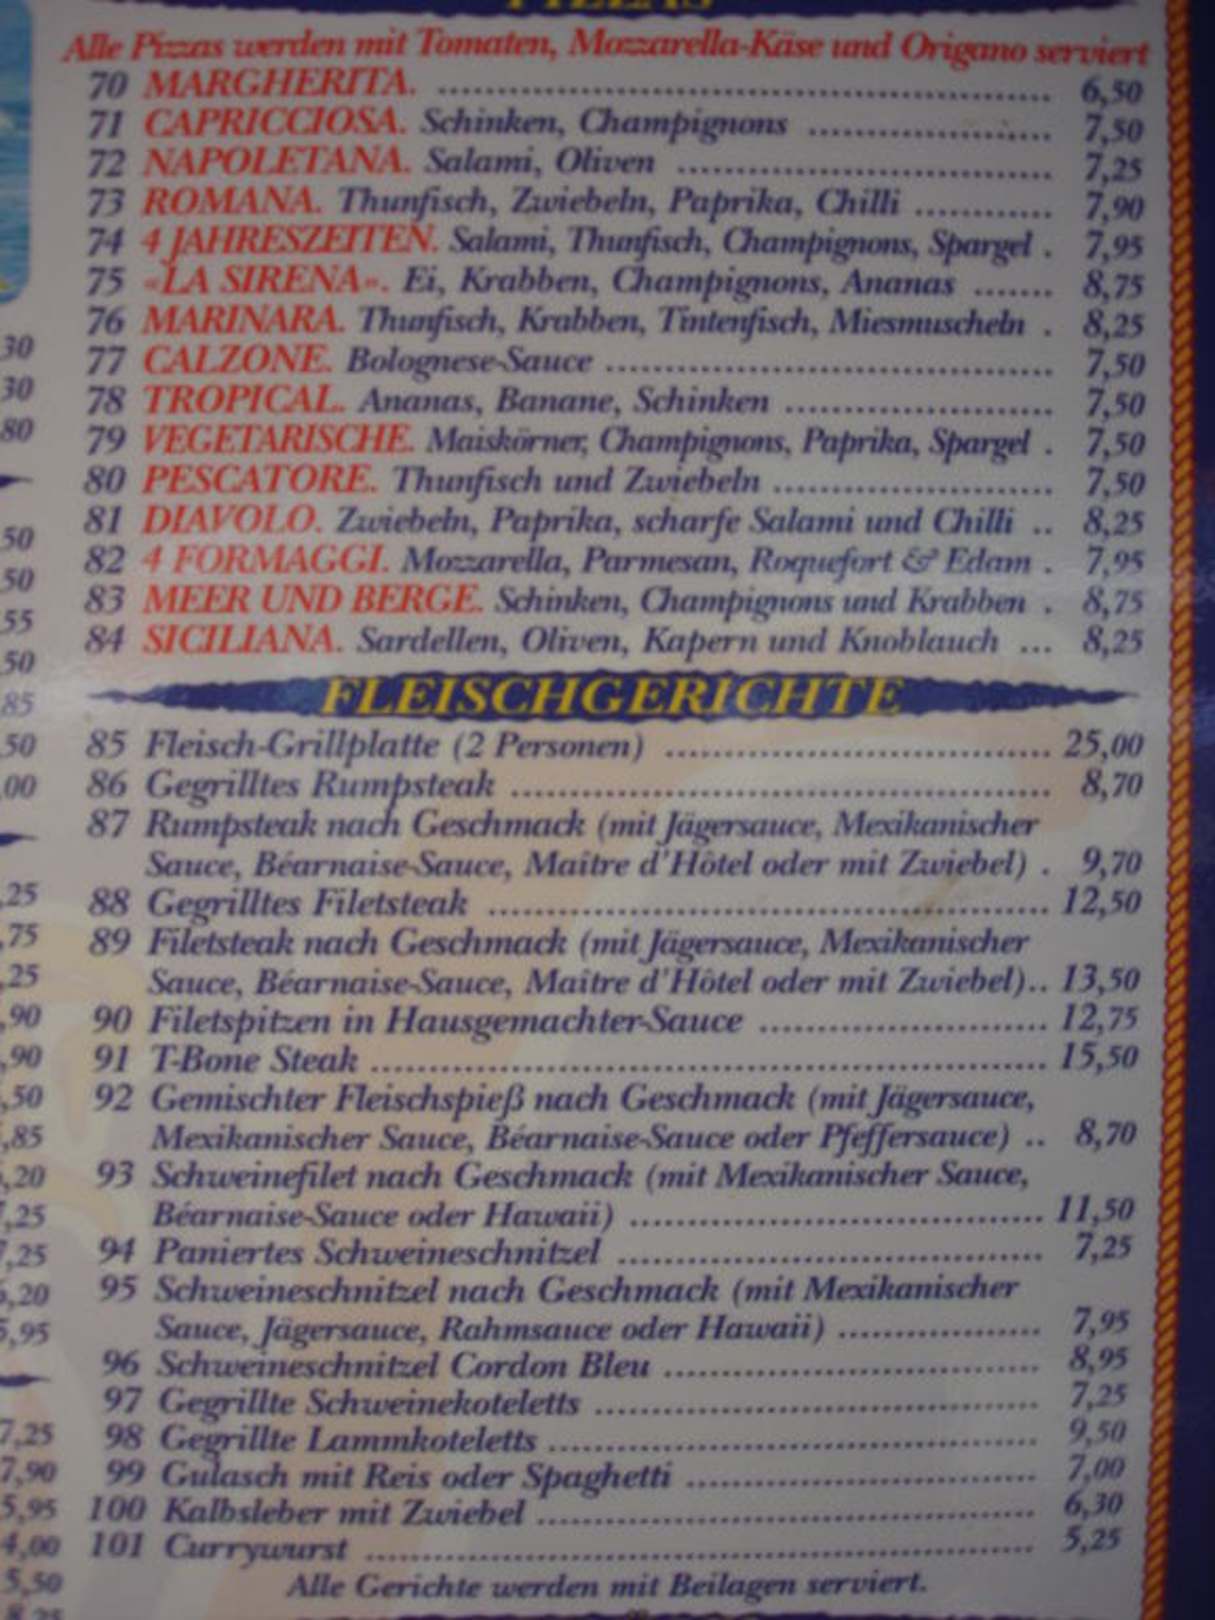 PIZZAS
Alle Pizzas werden mit Tomaten, Mozzarella-Käse und Origano serviert
70 MARGHERITA. 6,50
71 CAPRICCIOSA. Schinken, Champignons 7,50
72 NAPOLETANA. Salami, Oliven 7,25
73 ROMANA. Thunfisch, Zwiebeln, Paprika, Chilli 7,90
74 4 JAHRESZEITEN. Salami, Thunfisch, Champignons, Spargel . 7,95
75 «LA SIRENA». Ei, Krabben, Champignons, Ananas 8,75
76 MARINARA. Thunfisch, Krabben, Tintenfisch, Miesmuscheln . 8,25
77 CALZONE. Bolognese-Sauce 7,50
78 TROPICAL. Ananas, Banane, Schinken 7,50
79 VEGETARISCHE. Maiskörner, Champignons, Paprika, Spargel . 7,50
80 PESCATORE. Thunfisch und Zwiebeln 7,50
81 DIAVOLO. Zwiebeln, Paprika, scharfe Salami und Chilli .. 8,25
82 4 FORMAGGI. Mozzarella, Parmesan, Roquefort & Edam . 7,95
83 MEER UND BERGE. Schinken, Champignons und Krabben . 8,75
84 SICILIANA. Sardellen, Oliven, Kapern und Knoblauch ... 8,25
FLEISCHGERICHTE
85 Fleisch-Grillplatte (2 Personen) 25,00
86 Gegrilltes Rumpsteak 8,70
87 Rumpsteak nach Geschmack (mit Jägersauce, Mexikanischer
Sauce, Béarnaise-Sauce, Maître d'Hôtel oder mit Zwiebel) . 9,70
88 Gegrilltes Filetsteak 12,50
89 Filetsteak nach Geschmack (mit Jägersauce, Mexikanischer
Sauce, Béarnaise-Sauce, Maître d'Hôtel oder mit Zwiebel).. 13,50
90 Filetspitzen in Hausgemachter-Sauce 12,75
91 T-Bone Steak 15,50
92 Gemischter Fleischspieß nach Geschmack (mit Jägersauce,
Mexikanischer Sauce, Béarnaise-Sauce oder Pfeffersauce) .. 8,70
93 Schweinefilet nach Geschmack (mit Mexikanischer Sauce,
Béarnaise-Sauce oder Hawaii) 11,50
94 Paniertes Schweineschnitzel 7,25
95 Schweineschnitzel nach Geschmack (mit Mexikanischer
Sauce, Jägersauce, Rahmsauce oder Hawaii) 7,95
96 Schweineschnitzel Cordon Bleu 8,95
97 Gegrillte Schweinekoteletts 7,25
98 Gegrillte Lammkoteletts 9,50
99 Gulasch mit Reis oder Spaghetti 7,00
100 Kalbsleber mit Zwiebel 6,30
101 Currywurst 5,25
Alle Gerichte werden mit Beilagen serviert.